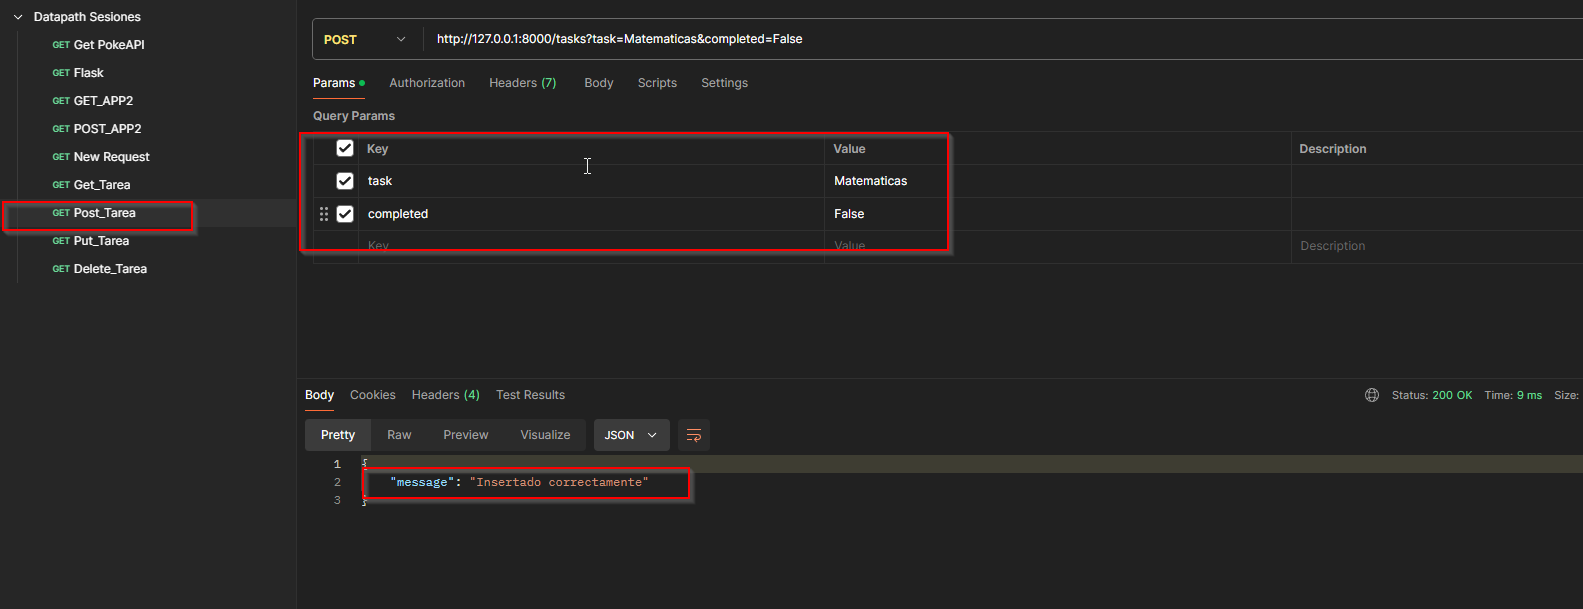 Datapath Sesiones
GET Get PokeAPI
GET Flask
GET GET_APP2
GET POST_APP2
GET New Request
GET Get_Tarea
GET Post_Tarea
GET Put_Tarea
GET Delete_Tarea
POST http://127.0.0.1:8000/tasks?task=Matematicas&completed=False
Params Authorization Headers (7) Body Scripts Settings
Query Params
Key Value Description
task Matematicas
completed False
Key Value Description
Body Cookies Headers (4) Test Results Status: 200 OK Time: 9 ms Size:
Pretty Raw Preview Visualize JSON
1 {
2 "message": "Insertado correctamente"
3 }